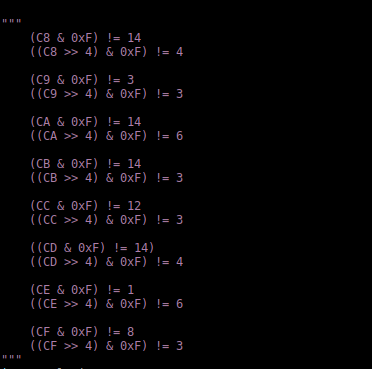 """
(C8 & 0xF) != 14
((C8 >> 4) & 0xF) != 4
(C9 & 0xF) != 3
((C9 >> 4) & 0xF) != 3
(CA & 0xF) != 14
((CA >> 4) & 0xF) != 6
(CB & 0xF) != 14
((CB >> 4) & 0xF) != 3
(CC & 0xF) != 12
((CC >> 4) & 0xF) != 3
((CD & 0xF) != 14)
((CD >> 4) & 0xF) != 4
(CE & 0xF) != 1
((CE >> 4) & 0xF) != 6
(CF & 0xF) != 8
((CF >> 4) & 0xF) != 3
"""